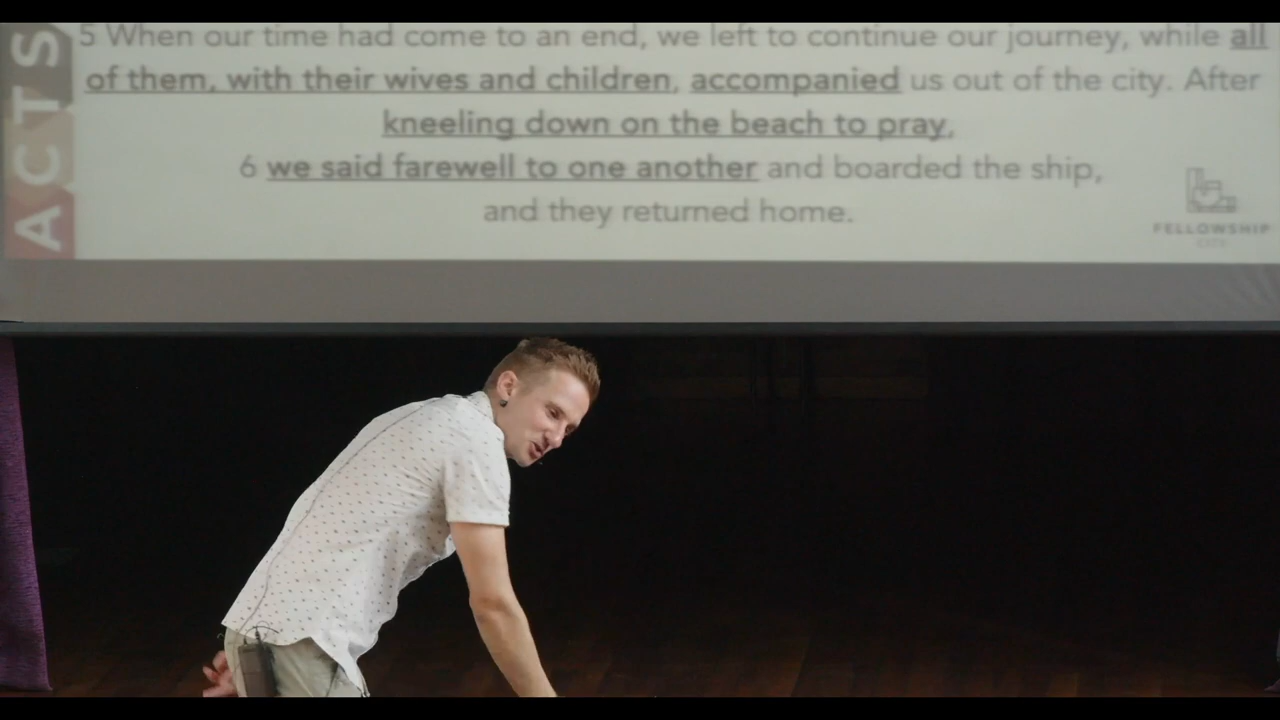 5 When our time had come to an end, we left to continue our journey, while all
of them, with their wives and children, accompanied us out of the city. After
kneeling down on the beach to pray,
6 we said farewell to one another and boarded the ship,
and they returned home.
ACTS
FELLOWSHIP
CITY